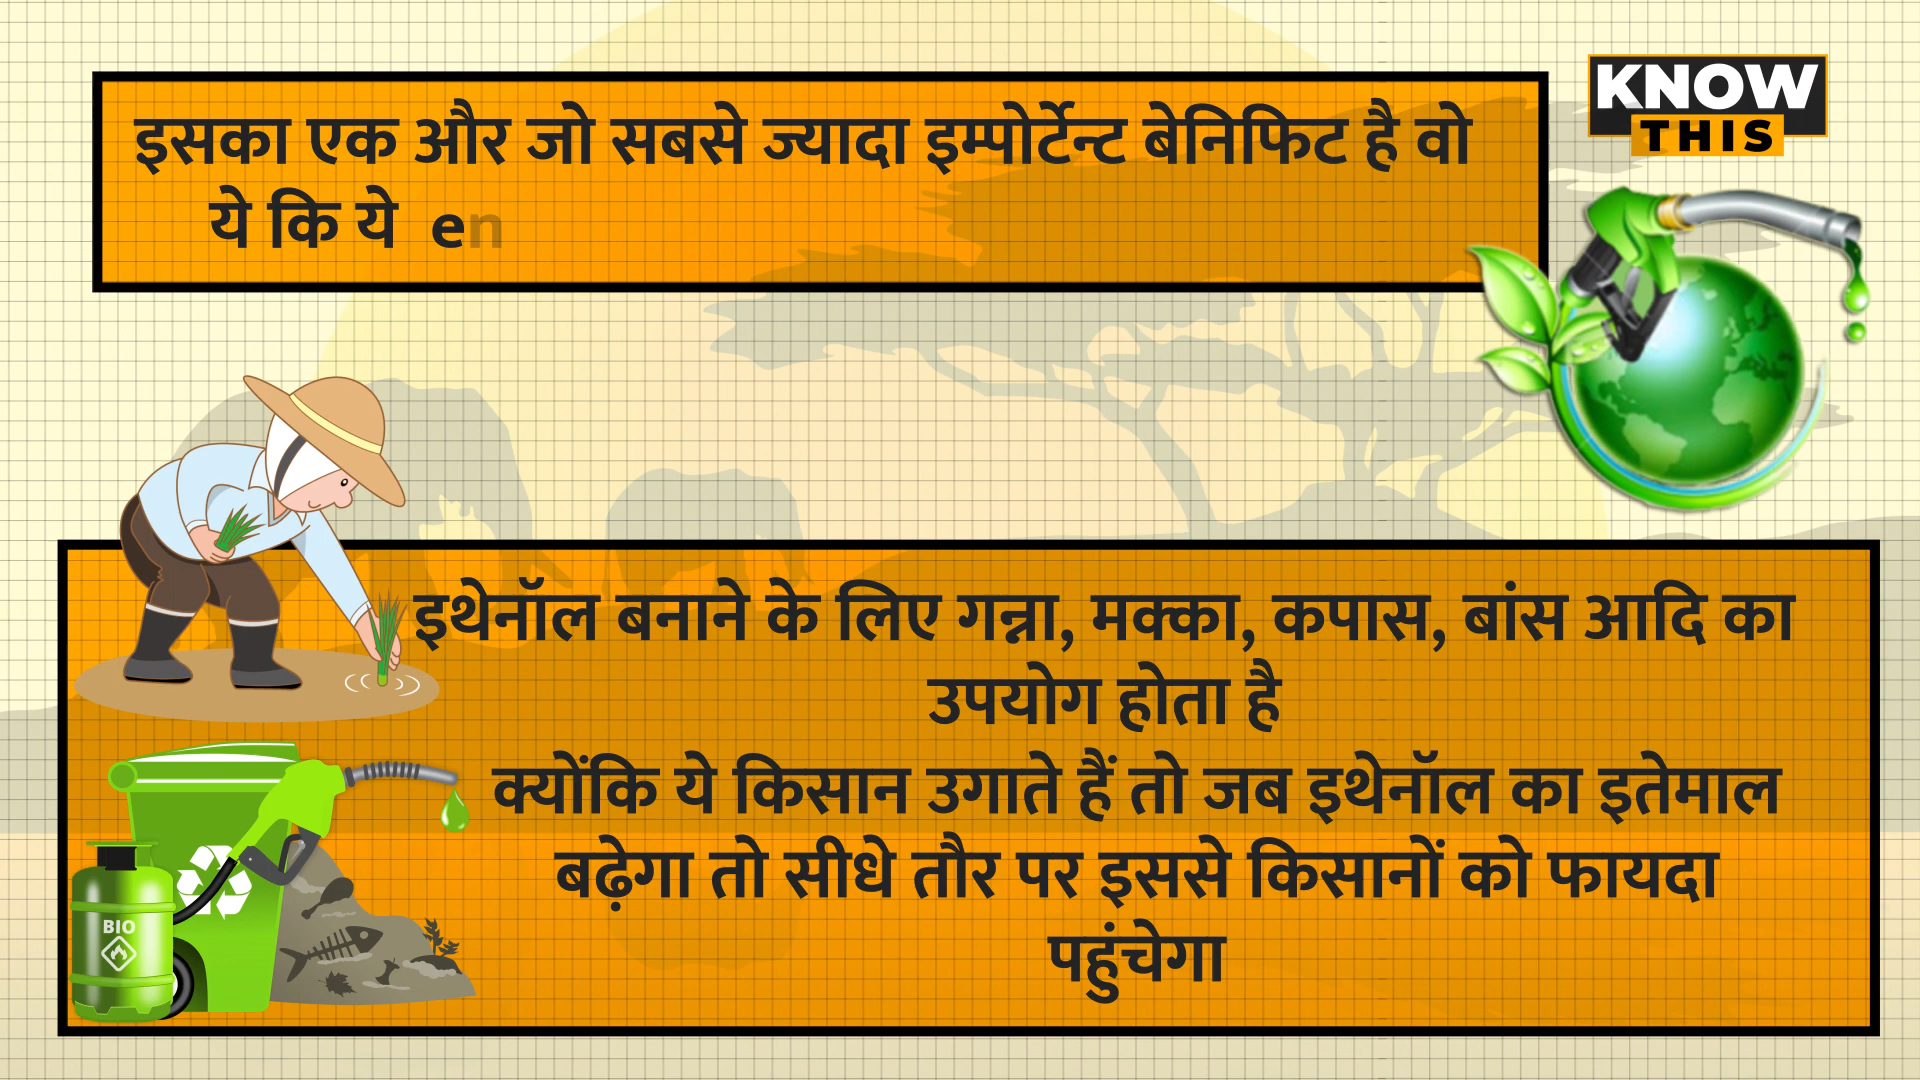 इसका एक और जो सबसे ज्यादा इम्पोर्टेन्ट बेनिफिट है वो
ये कि ये en
KNOW
THIS
इथेनॉल बनाने के लिए गन्ना, मक्का, कपास, बांस आदि का
उपयोग होता है
क्योंकि ये किसान उगाते हैं तो जब इथेनॉल का इतेमाल
बढ़ेगा तो सीधे तौर पर इससे किसानों को फायदा
पहुंचेगा
BIO